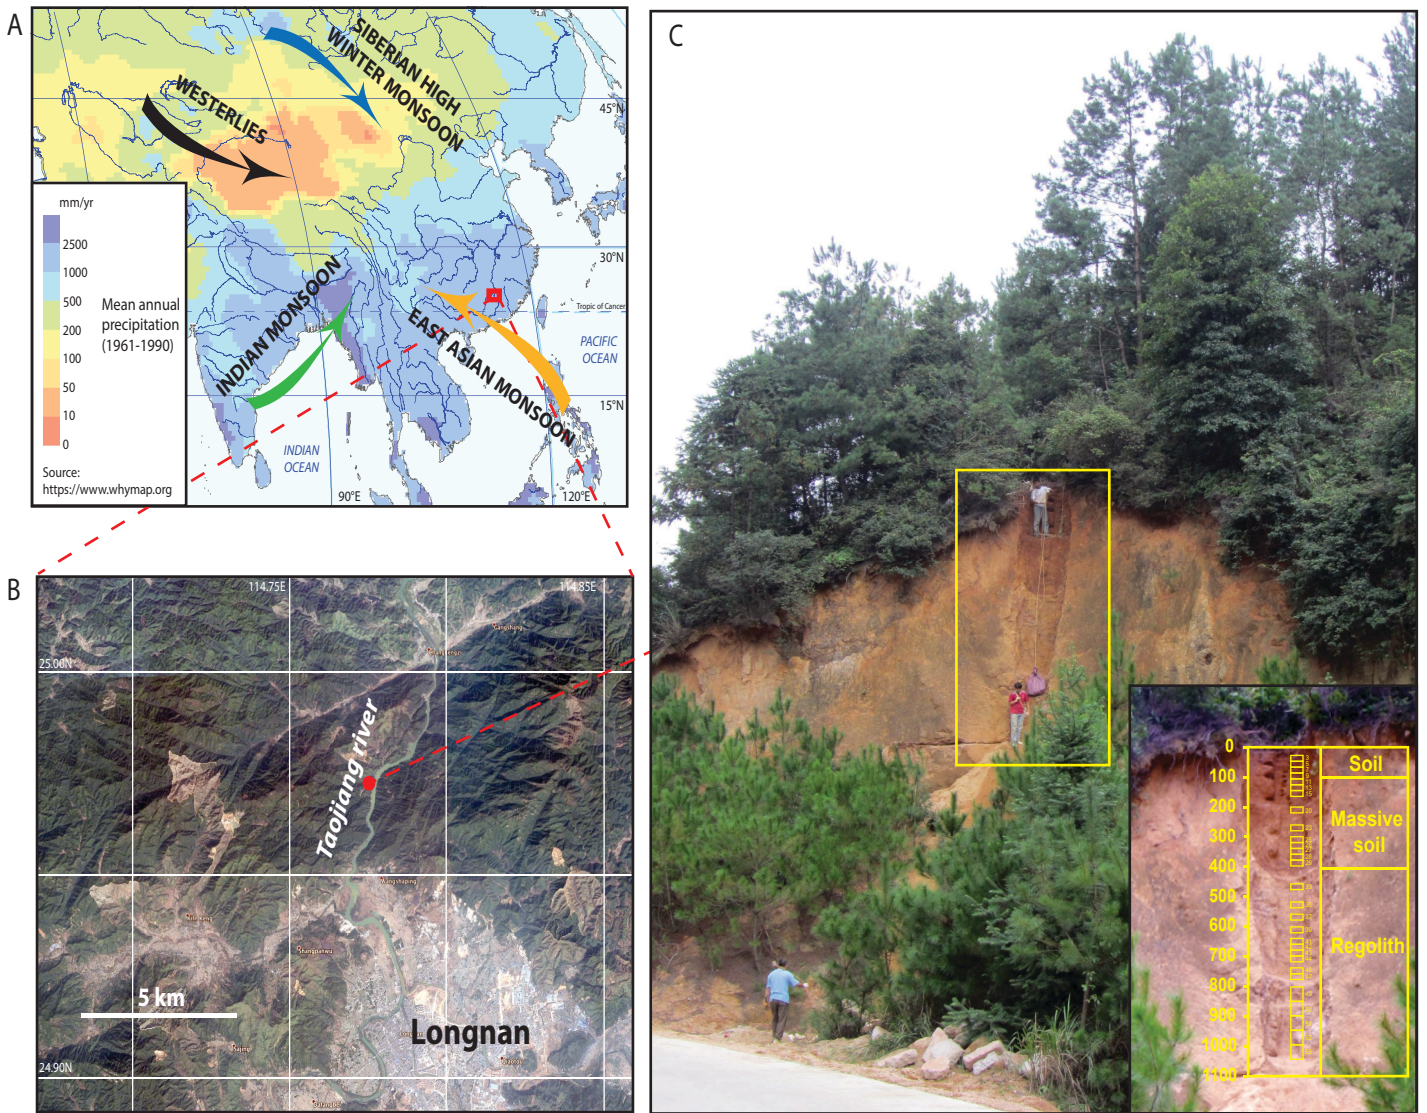 A
SIBERIAN HIGH
WINTER MONSOON
WESTERLIES
45°N
mm/yr
2500
1000
500
200
100
50
10
0
Mean annual
precipitation
(1961-1990)
Source:
https://www.whymap.org
30°N
Tropic of Cancer
INDIAN MONSOON
EAST ASIAN MONSOON
PACIFIC
OCEAN
15°N
INDIAN
OCEAN
90°E
120°E
B
114.75E
114.85E
25.00N
Taojiang river
5 km
Longnan
24.90N
C
0
100
200
300
400
500
600
700
800
900
1000
1100
Soil
Massive
soil
Regolith